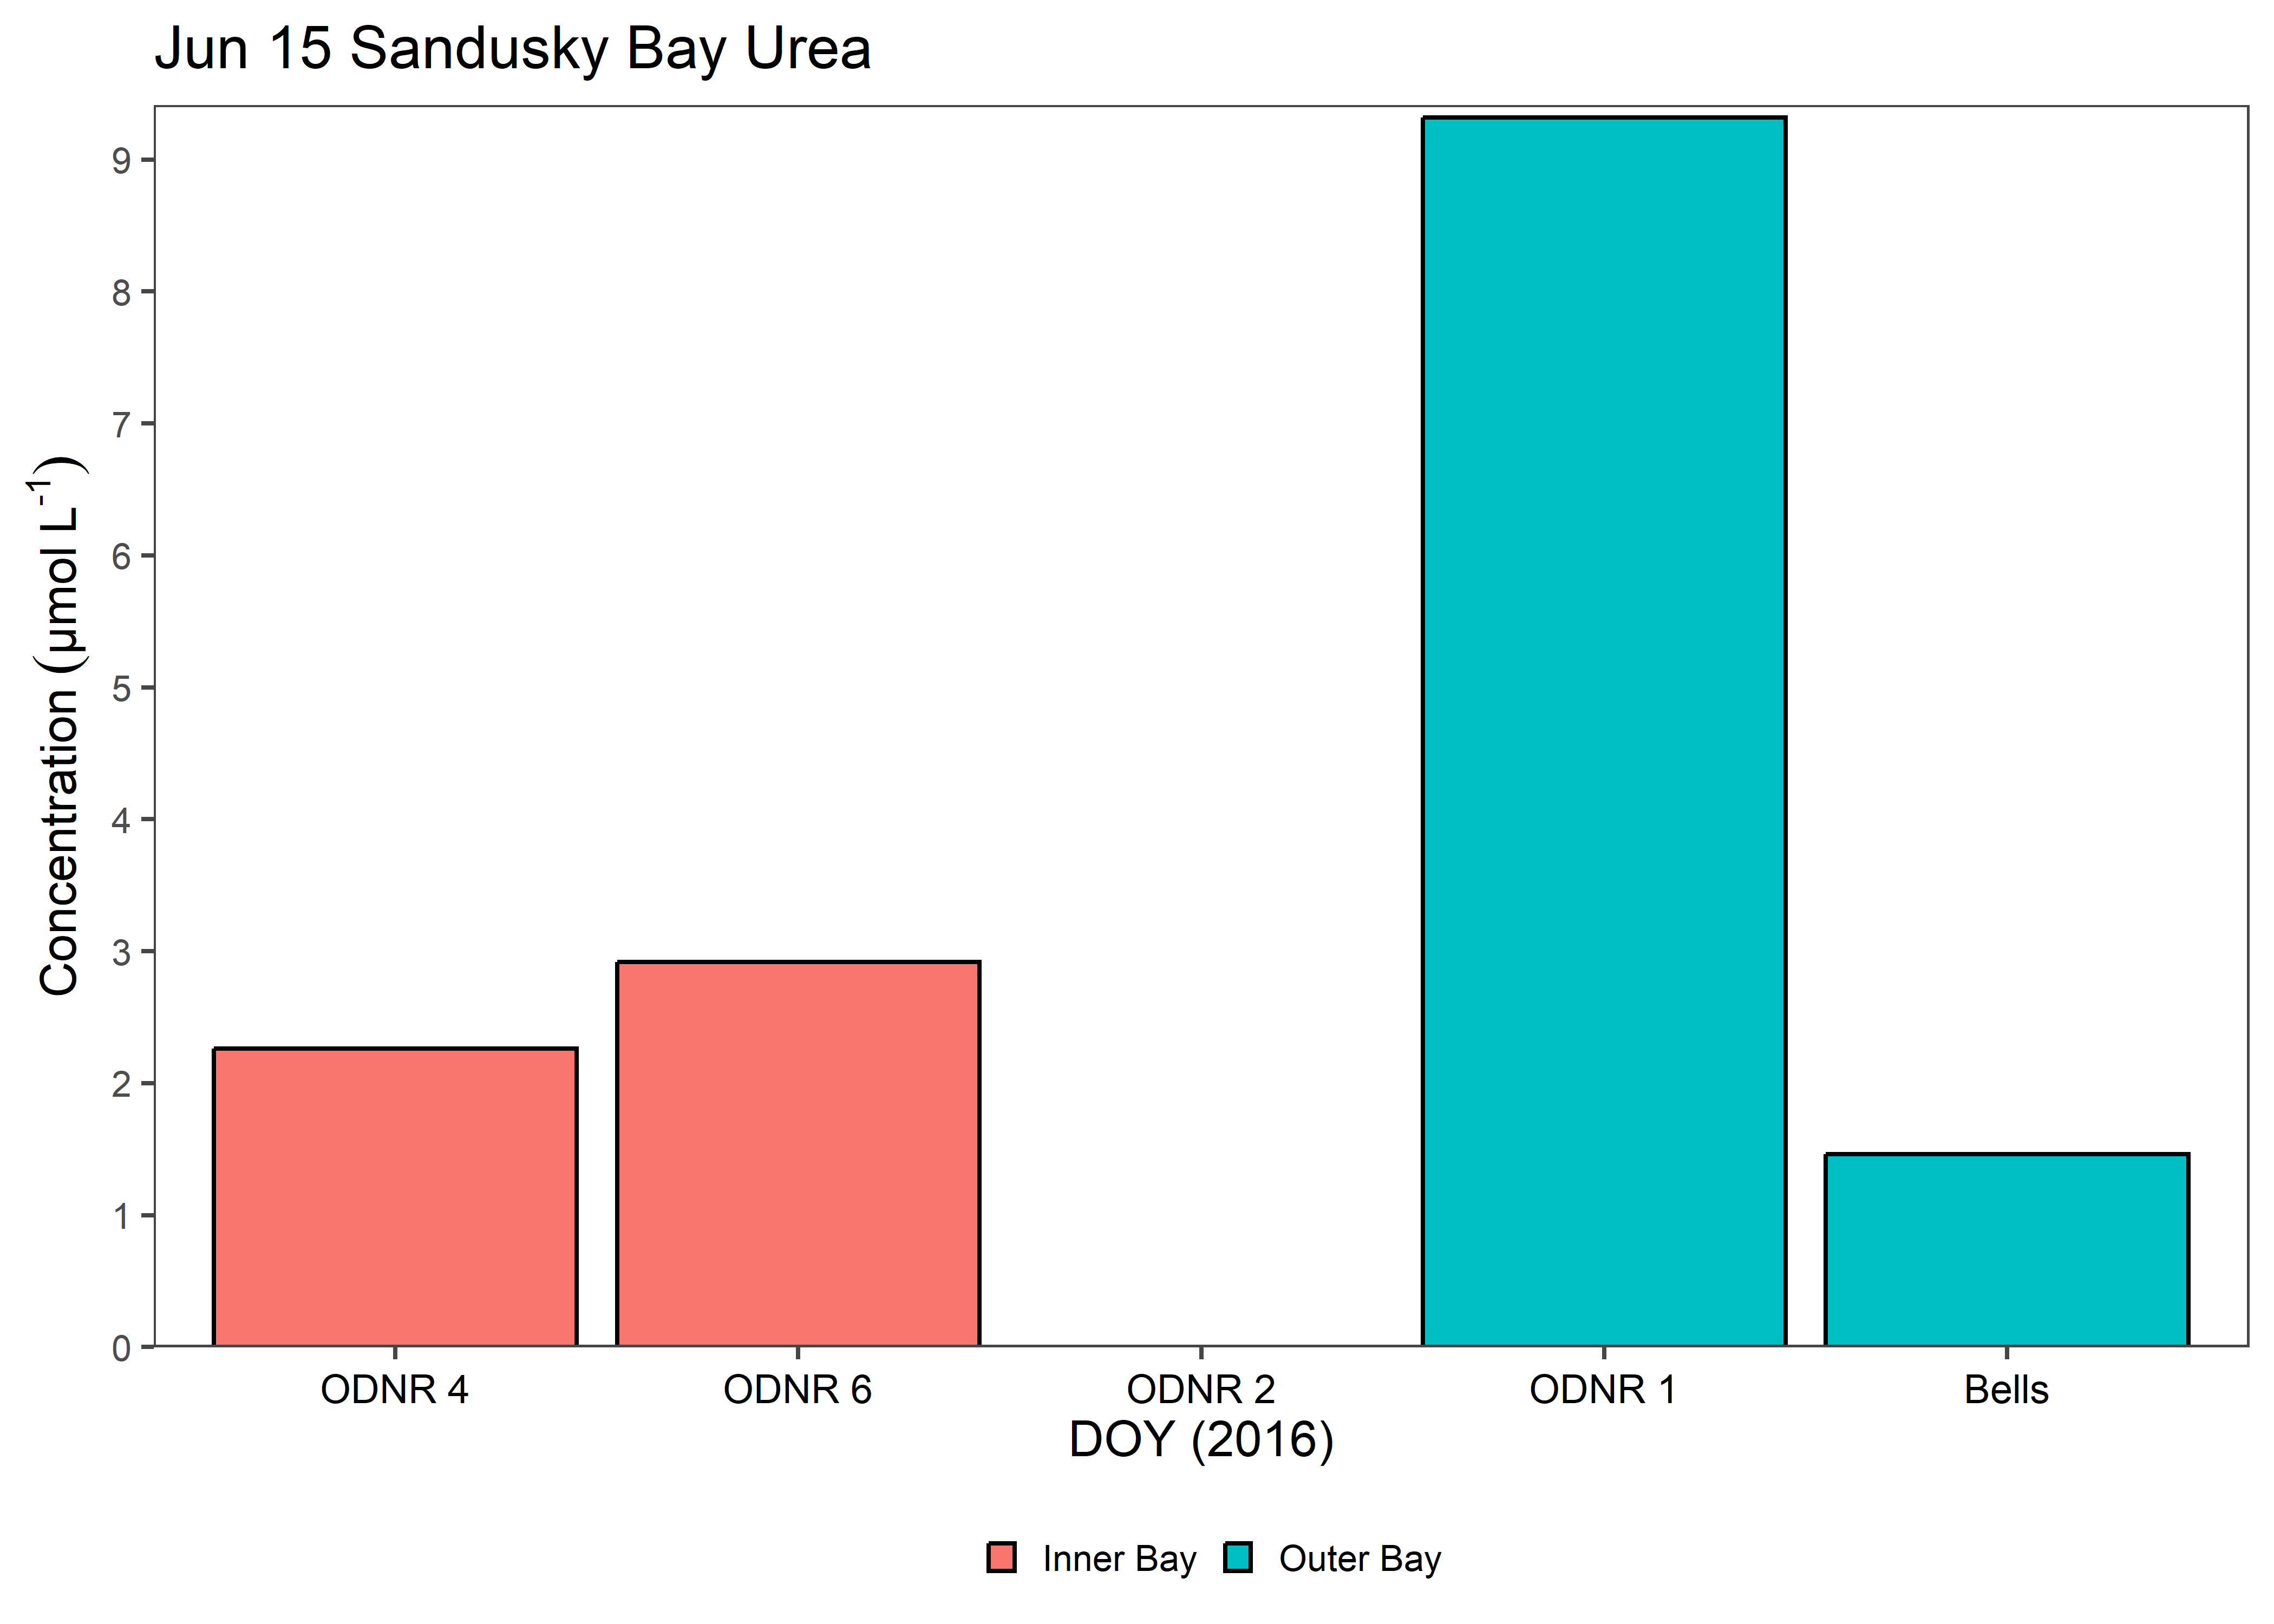 Jun 15 Sandusky Bay Urea
Concentration (µmol L⁻¹)
9
8
7
6
5
4
3
2
1
0
ODNR 4 ODNR 6 ODNR 2 ODNR 1 Bells
DOY (2016)
Inner Bay Outer Bay